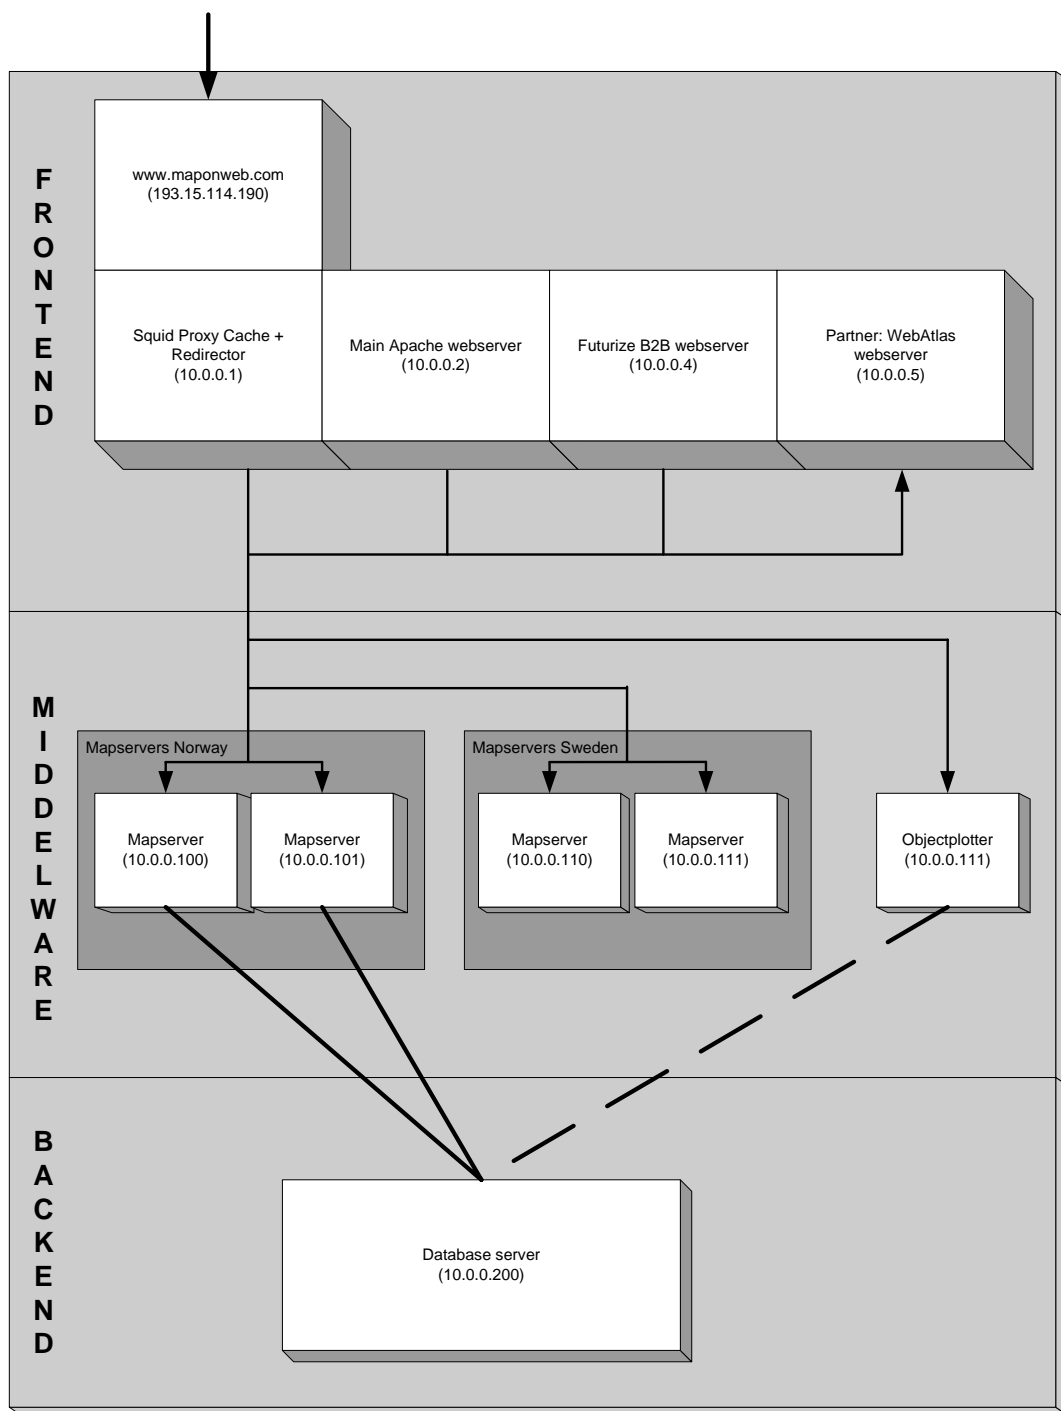 FRONTEND
www.maponweb.com
(193.15.114.190)
Squid Proxy Cache +
Redirector
(10.0.0.1)
Main Apache webserver
(10.0.0.2)
Futurize B2B webserver
(10.0.0.4)
Partner: WebAtlas
webserver
(10.0.0.5)
MIDDELWARE
Mapservers Norway
Mapserver
(10.0.0.100)
Mapserver
(10.0.0.101)
Mapservers Sweden
Mapserver
(10.0.0.110)
Mapserver
(10.0.0.111)
Objectplotter
(10.0.0.111)
BACKEND
Database server
(10.0.0.200)